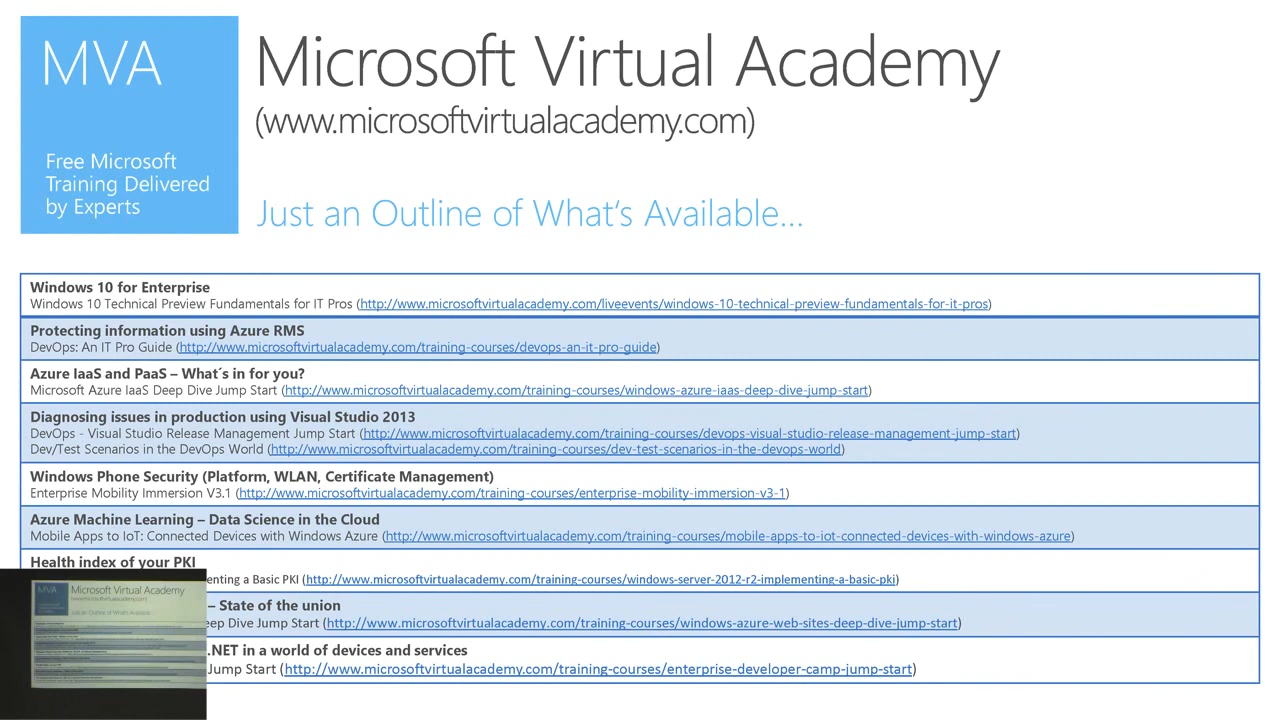 MVA
Free Microsoft
Training Delivered
by Experts
Microsoft Virtual Academy
(www.microsoftvirtualacademy.com)
Just an Outline of What's Available...
Windows 10 for Enterprise
Windows 10 Technical Preview Fundamentals for IT Pros (http://www.microsoftvirtualacademy.com/liveevents/windows-10-technical-preview-fundamentals-for-it-pros)
Protecting information using Azure RMS
DevOps: An IT Pro Guide (http://www.microsoftvirtualacademy.com/training-courses/devops-an-it-pro-guide)
Azure IaaS and PaaS – What´s in for you?
Microsoft Azure IaaS Deep Dive Jump Start (http://www.microsoftvirtualacademy.com/training-courses/windows-azure-iaas-deep-dive-jump-start)
Diagnosing issues in production using Visual Studio 2013
DevOps - Visual Studio Release Management Jump Start (http://www.microsoftvirtualacademy.com/training-courses/devops-visual-studio-release-management-jump-start)
Dev/Test Scenarios in the DevOps World (http://www.microsoftvirtualacademy.com/training-courses/dev-test-scenarios-in-the-devops-world)
Windows Phone Security (Platform, WLAN, Certificate Management)
Enterprise Mobility Immersion V3.1 (http://www.microsoftvirtualacademy.com/training-courses/enterprise-mobility-immersion-v3-1)
Azure Machine Learning – Data Science in the Cloud
Mobile Apps to IoT: Connected Devices with Windows Azure (http://www.microsoftvirtualacademy.com/training-courses/mobile-apps-to-iot-connected-devices-with-windows-azure)
Health index of your PKI
enting a Basic PKI (http://www.microsoftvirtualacademy.com/training-courses/windows-server-2012-r2-implementing-a-basic-pki)
– State of the union
eep Dive Jump Start (http://www.microsoftvirtualacademy.com/training-courses/windows-azure-web-sites-deep-dive-jump-start)
.NET in a world of devices and services
Jump Start (http://www.microsoftvirtualacademy.com/training-courses/enterprise-developer-camp-jump-start)
MVA
Microsoft Virtual Academy
(www.microsoftvirtualacademy.com)
Just an Outline of What's Available...